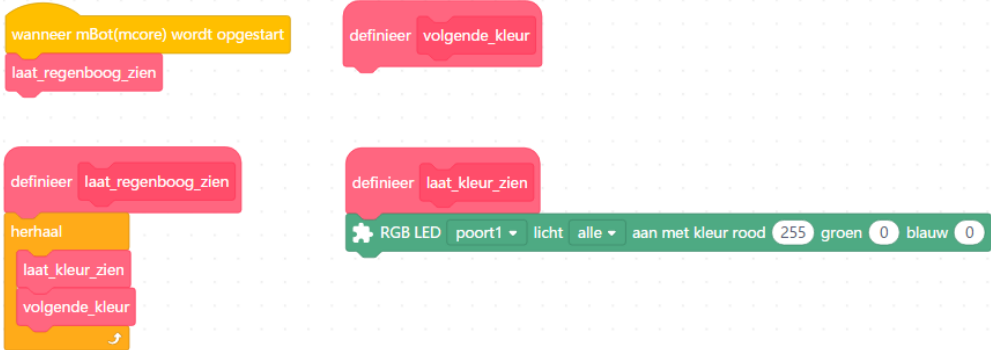 wanneer mBot(mcore) wordt opgestart
laat_regenboog_zien
definieer volgende_kleur
definieer laat_regenboog_zien
herhaal
laat_kleur_zien
volgende_kleur
definieer laat_kleur_zien
RGB LED poort1 licht alle aan met kleur rood 255 groen 0 blauw 0